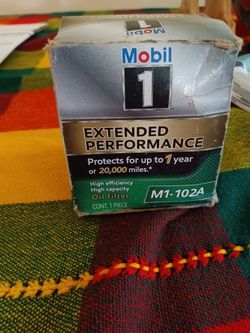 Mobil
1
EXTENDED
PERFORMANCE
Protects for up to 1 year
or 20,000 miles.*
High efficiency
High capacity
Oil filter
CONT. 1 PIECE
M1-102A